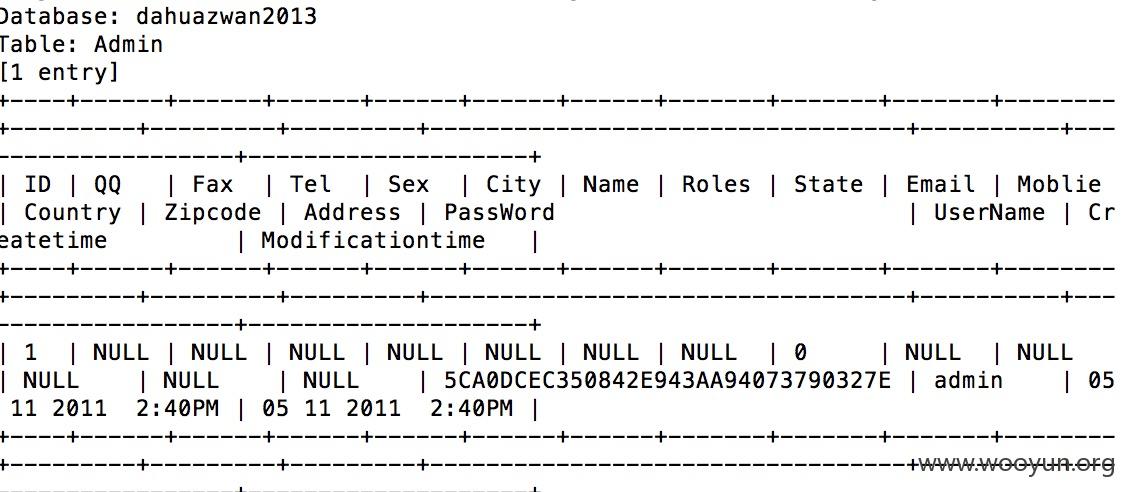 Database: dahuazwan2013
Table: Admin
[1 entry]
+----+------+------+------+------+------+------+-------+-------+-------+--------
+---------+---------+---------+----------------------------------+----------+---
-----------------+--------------------+
| ID | QQ   | Fax  | Tel  | Sex  | City | Name | Roles | State | Email | Moblie
| Country | Zipcode | Address | PassWord                         | UserName | Cr
eatetime         | Modificationtime   |
+----+------+------+------+------+------+------+-------+-------+-------+--------
+---------+---------+---------+----------------------------------+----------+---
-----------------+--------------------+
| 1  | NULL | NULL | NULL | NULL | NULL | NULL | NULL  | 0     | NULL  | NULL
| NULL    | NULL    | NULL    | 5CA0DCEC350842E943AA94073790327E | admin    | 05
 11 2011  2:40PM | 05 11 2011  2:40PM |
+----+------+------+------+------+------+------+-------+-------+-------+--------
+---------+---------+---------+----------------------------------+----------+---
-----------------+--------------------+
www.wooyun.org